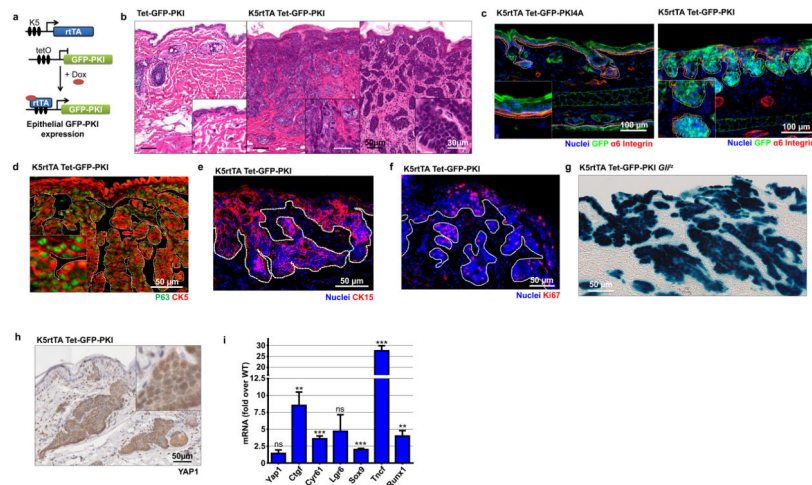 a
K5
rtTA
tetO
GFP-PKI
+ Dox
rtTA
GFP-PKI
Epithelial GFP-PKI
expression
b
Tet-GFP-PKI
K5rtTA Tet-GFP-PKI
50µm
30µm
c
K5rtTA Tet-GFP-PKI4A
K5rtTA Tet-GFP-PKI
100 µm
100 µm
Nuclei GFP α6 Integrin
Nuclei GFP α6 Integrin
d
K5rtTA Tet-GFP-PKI
50 µm
P63 CK5
e
K5rtTA Tet-GFP-PKI
50 µm
Nuclei CK15
f
K5rtTA Tet-GFP-PKI
50 µm
Nuclei Ki67
g
K5rtTA Tet-GFP-PKI Gli
50 µm
h
K5rtTA Tet-GFP-PKI
50µm
YAP1
i
mRNA (fold over WT)
30
25
20
15
12.5
10.0
7.5
5.0
2.5
0
ns
**
***
ns
***
***
**
Yap1
Ctgf
Cyr61
Lgr6
Sox9
Tncf
Runx1